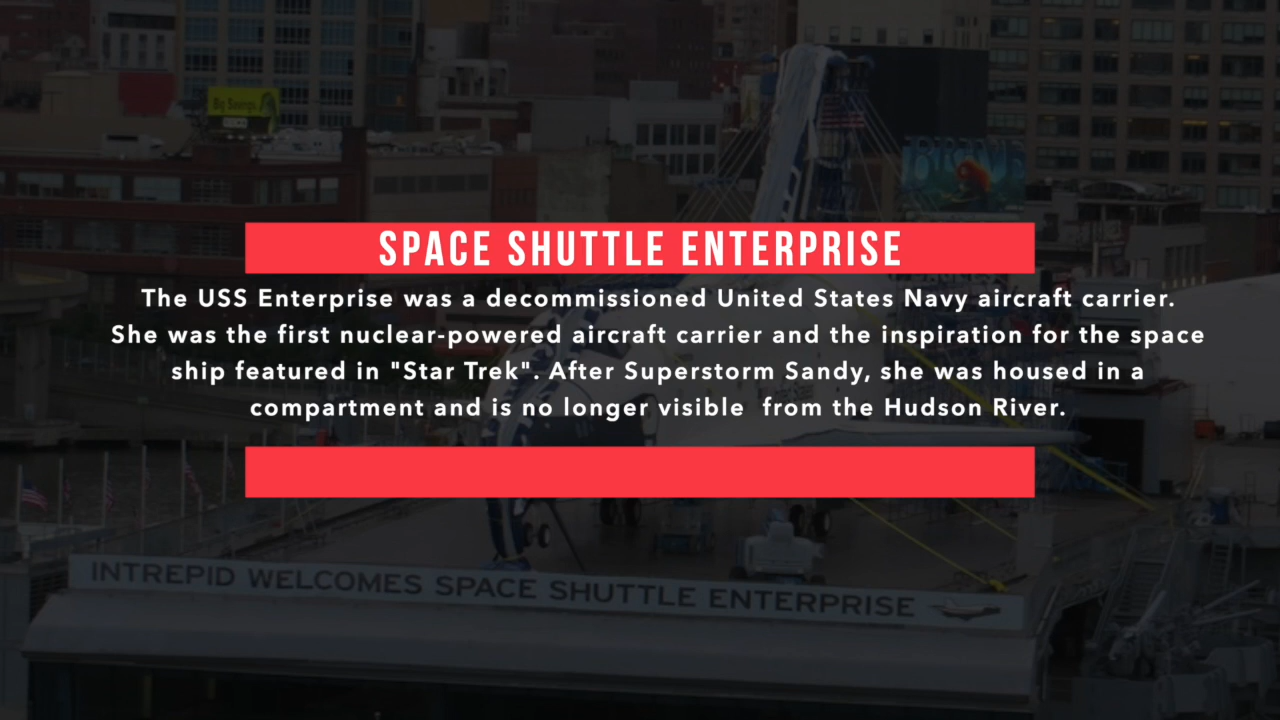 Big Savings
BRAVE
SPACE SHUTTLE ENTERPRISE
The USS Enterprise was a decommissioned United States Navy aircraft carrier.
She was the first nuclear-powered aircraft carrier and the inspiration for the space
ship featured in "Star Trek". After Superstorm Sandy, she was housed in a
compartment and is no longer visible from the Hudson River.
INTREPID WELCOMES SPACE SHUTTLE ENTERPRISE